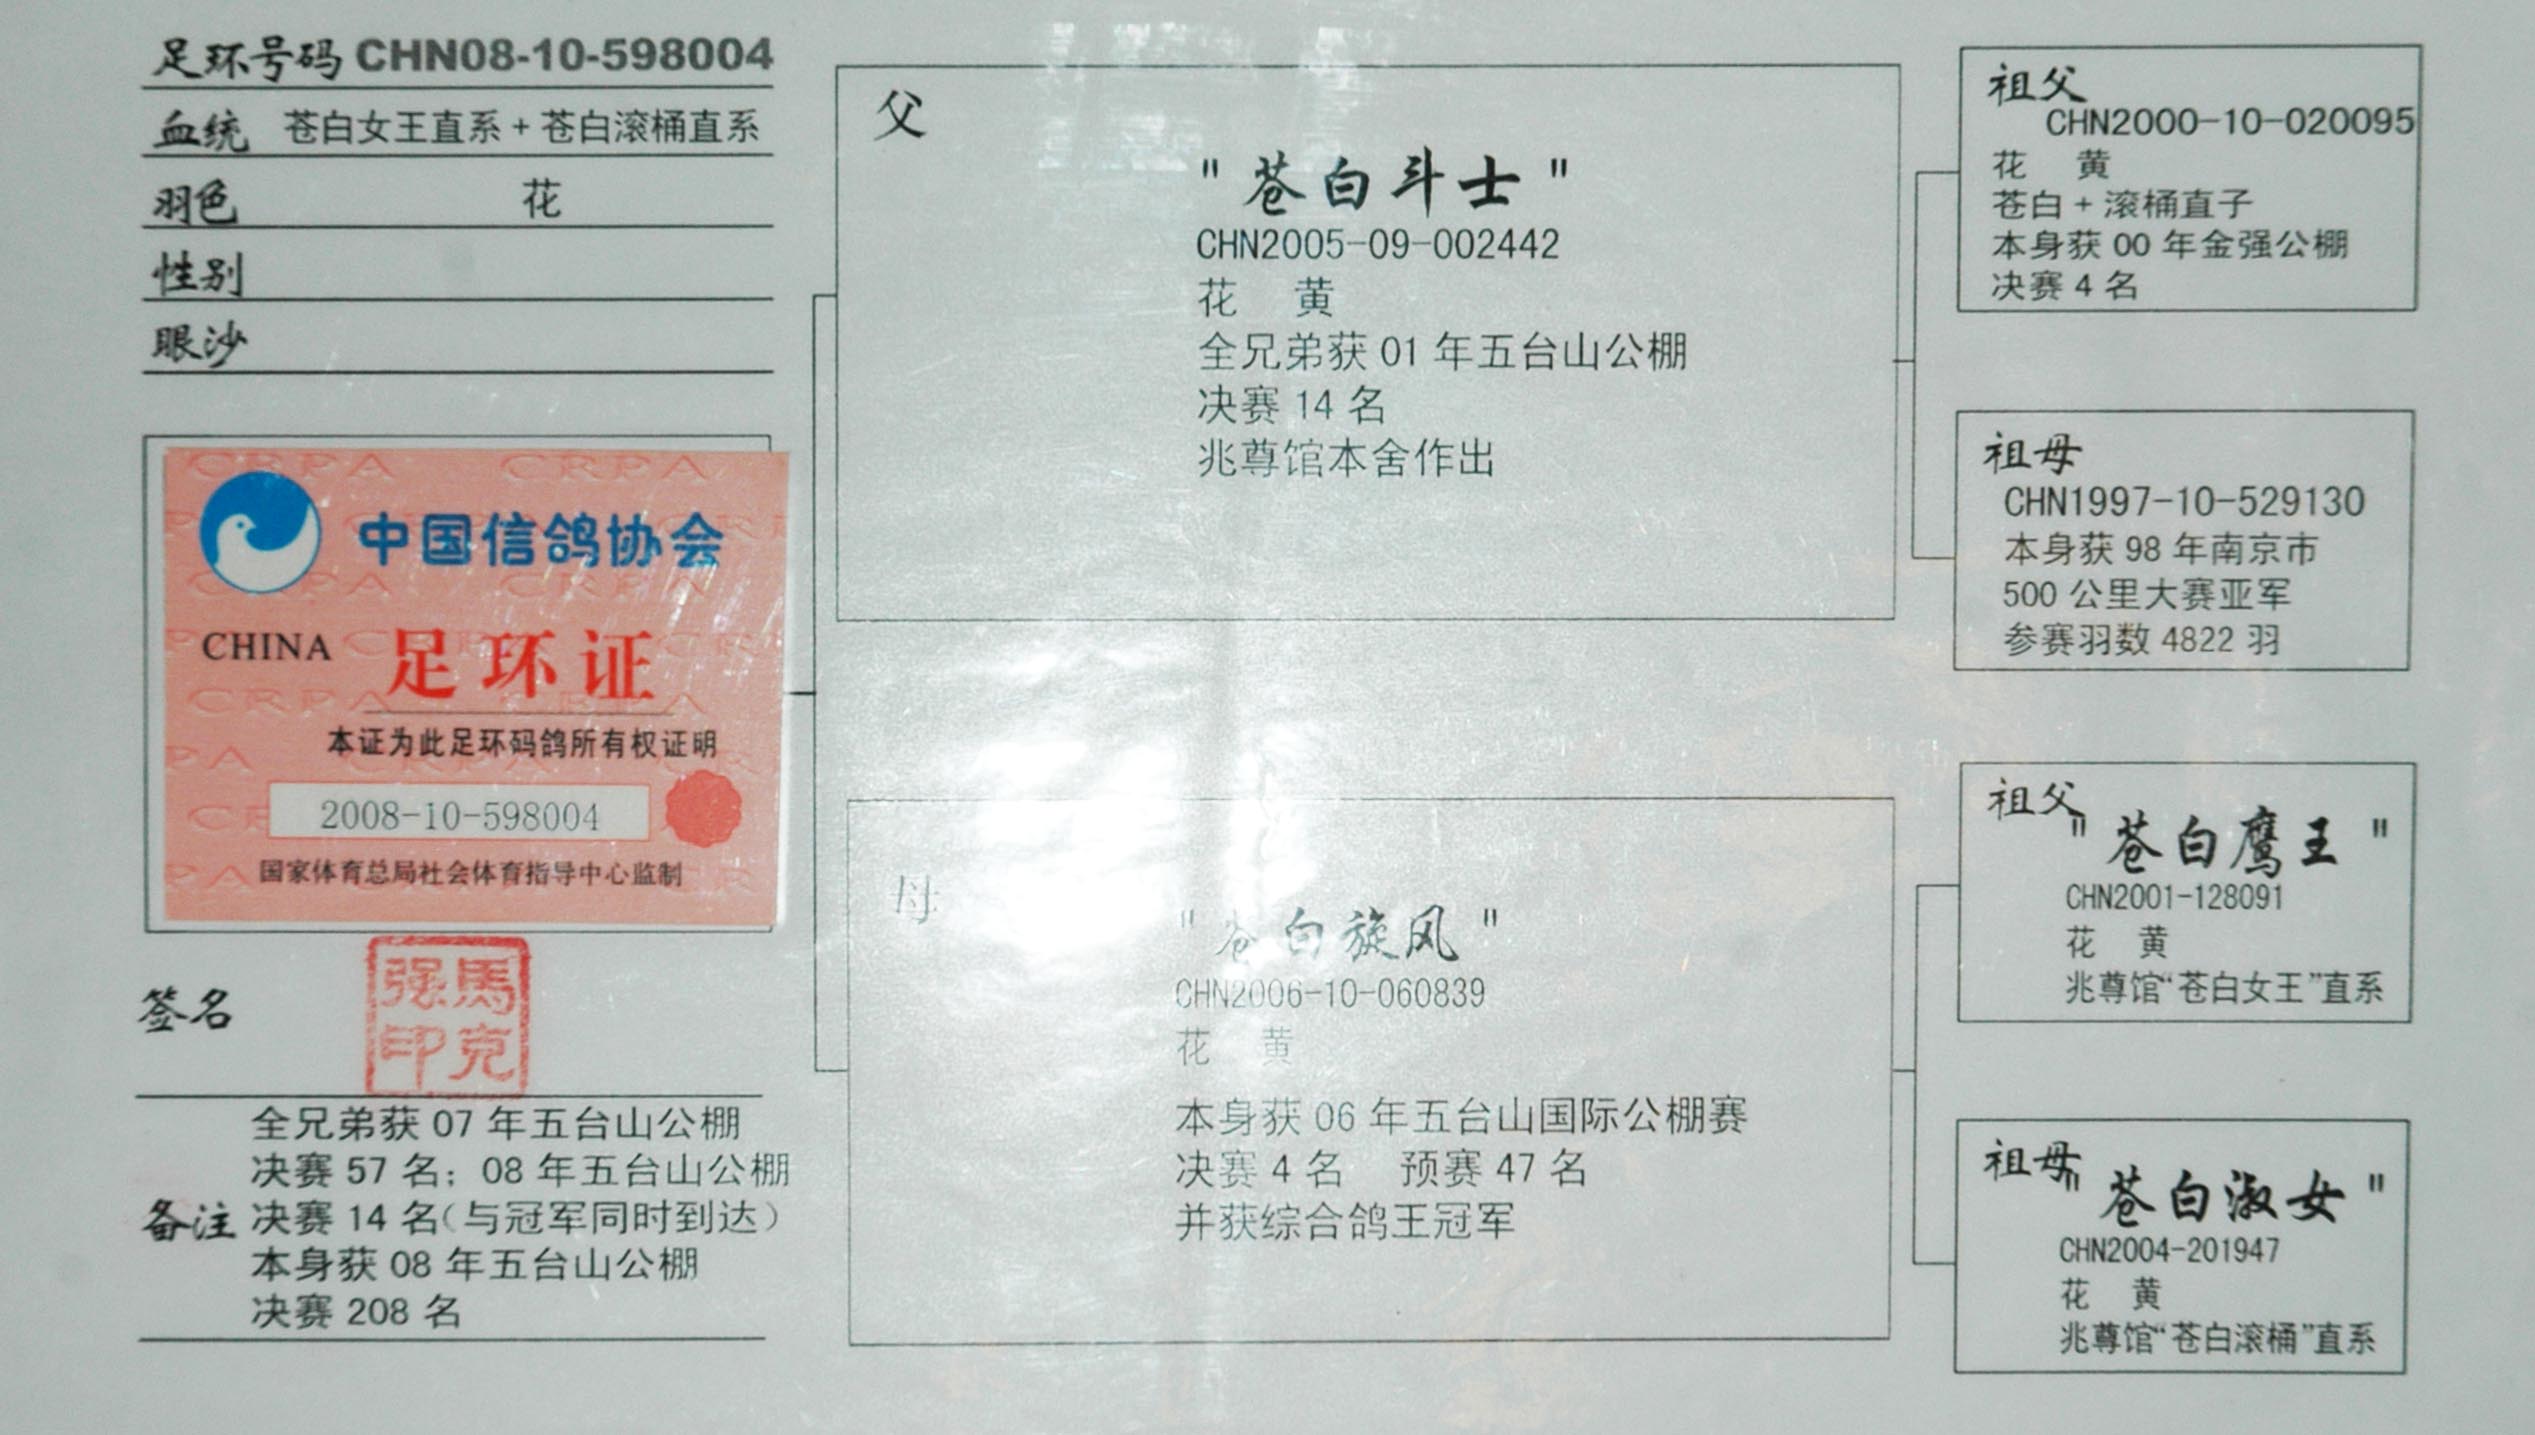 足环号码 CHN08-10-598004
血统 苍白女王直系 + 苍白滚桶直系
羽色 花
性别
眼沙
CRPA CRPA
中国信鸽协会
CHINA 足环证
本证为此足环码鸽所有权证明
2008-10-598004
国家体育总局社会体育指导中心监制
签名
强馬
印克
备注
全兄弟获 07 年五台山公棚
决赛 57 名；08 年五台山公棚
决赛 14 名（与冠军同时到达）
本身获 08 年五台山公棚
决赛 208 名
父
"苍白斗士"
CHN2005-09-002442
花 黄
全兄弟获 01 年五台山公棚
决赛 14 名
兆尊馆本舍作出
母
"苍白旋风"
CHN2006-10-060839
花 黄
本身获 06 年五台山国际公棚赛
决赛 4 名 预赛 47 名
并获综合鸽王冠军
祖父
CHN2000-10-020095
花 黄
苍白 + 滚桶直子
本身获 00 年金强公棚
决赛 4 名
祖母
CHN1997-10-529130
本身获 98 年南京市
500 公里大赛亚军
参赛羽数 4822 羽
祖父
"苍白鹰王"
CHN2001-128091
花 黄
兆尊馆“苍白女王”直系
祖母
"苍白淑女"
CHN2004-201947
花 黄
兆尊馆“苍白滚桶”直系